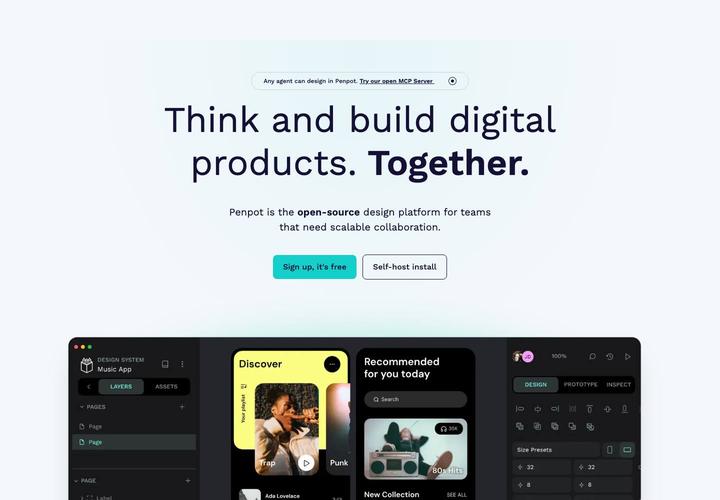 Any agent can design in Penpot. Try our open MCP Server
Think and build digital
products. Together.
Penpot is the open-source design platform for teams
that need scalable collaboration.
Sign up, it's free
Self-host install
DESIGN SYSTEM
Music App
LAYERS
ASSETS
PAGES
Page
Page
PAGE
Label
Discover
Your playlist
Trap
Punk
Ada Lovelace
Recommended
for you today
Search
35K
80s Hits
New Collection
SEE ALL
JD
100%
DESIGN
PROTOTYPE
INSPECT
Size Presets
32
32
8
8